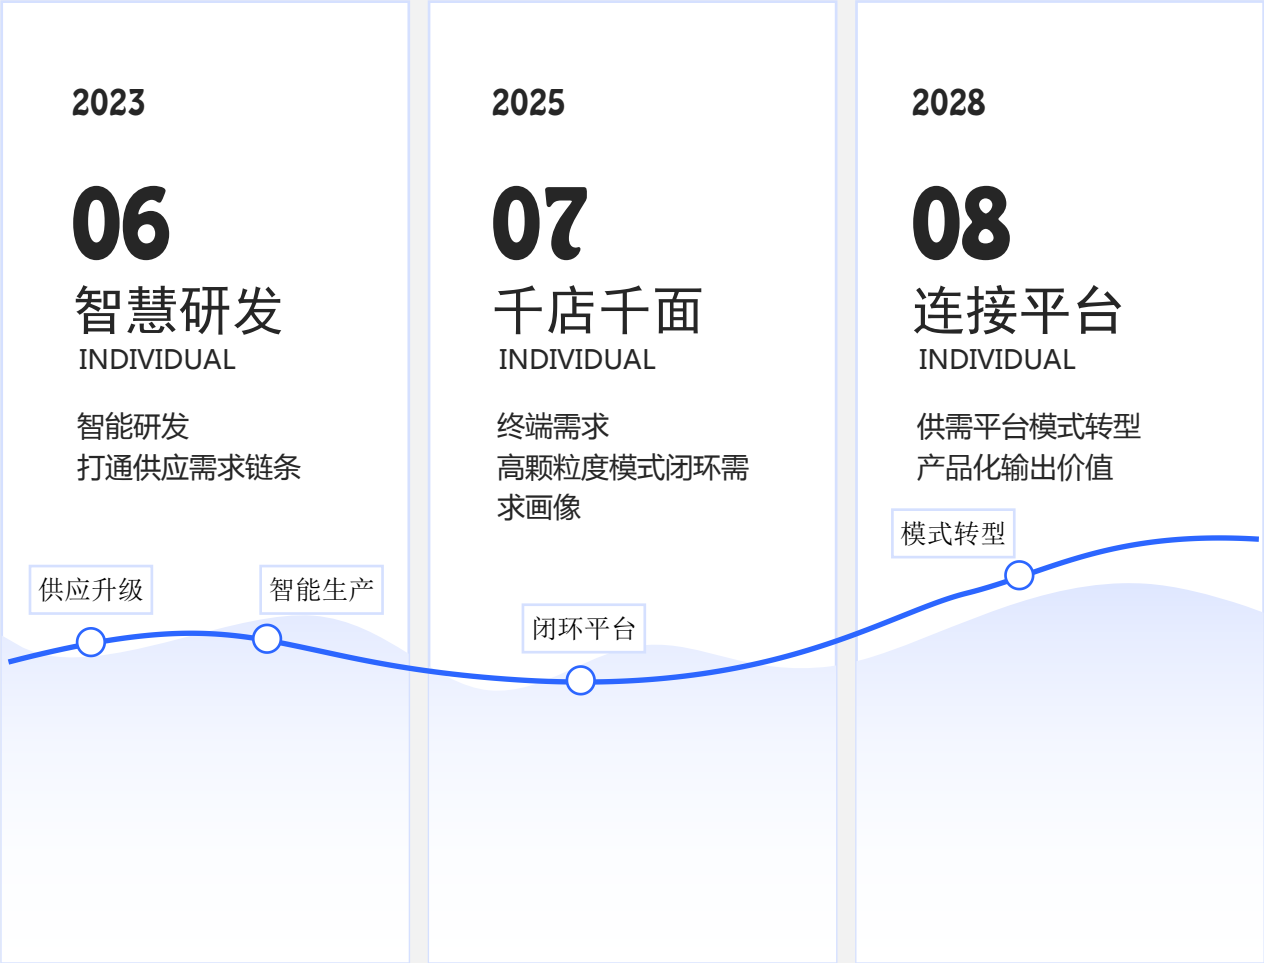 2023
06
智慧研发
INDIVIDUAL
智能研发
打通供应需求链条
供应升级
智能生产
2025
07
千店千面
INDIVIDUAL
终端需求
高颗粒度模式闭环需
求画像
闭环平台
2028
08
连接平台
INDIVIDUAL
供需平台模式转型
产品化输出价值
模式转型